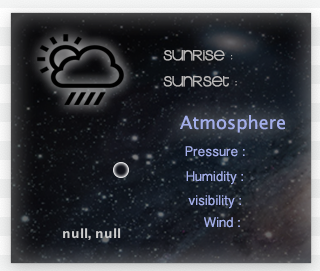 sunrise :
sunrset :
Atmosphere
Pressure :
Humidity :
visibility :
Wind :
null, null